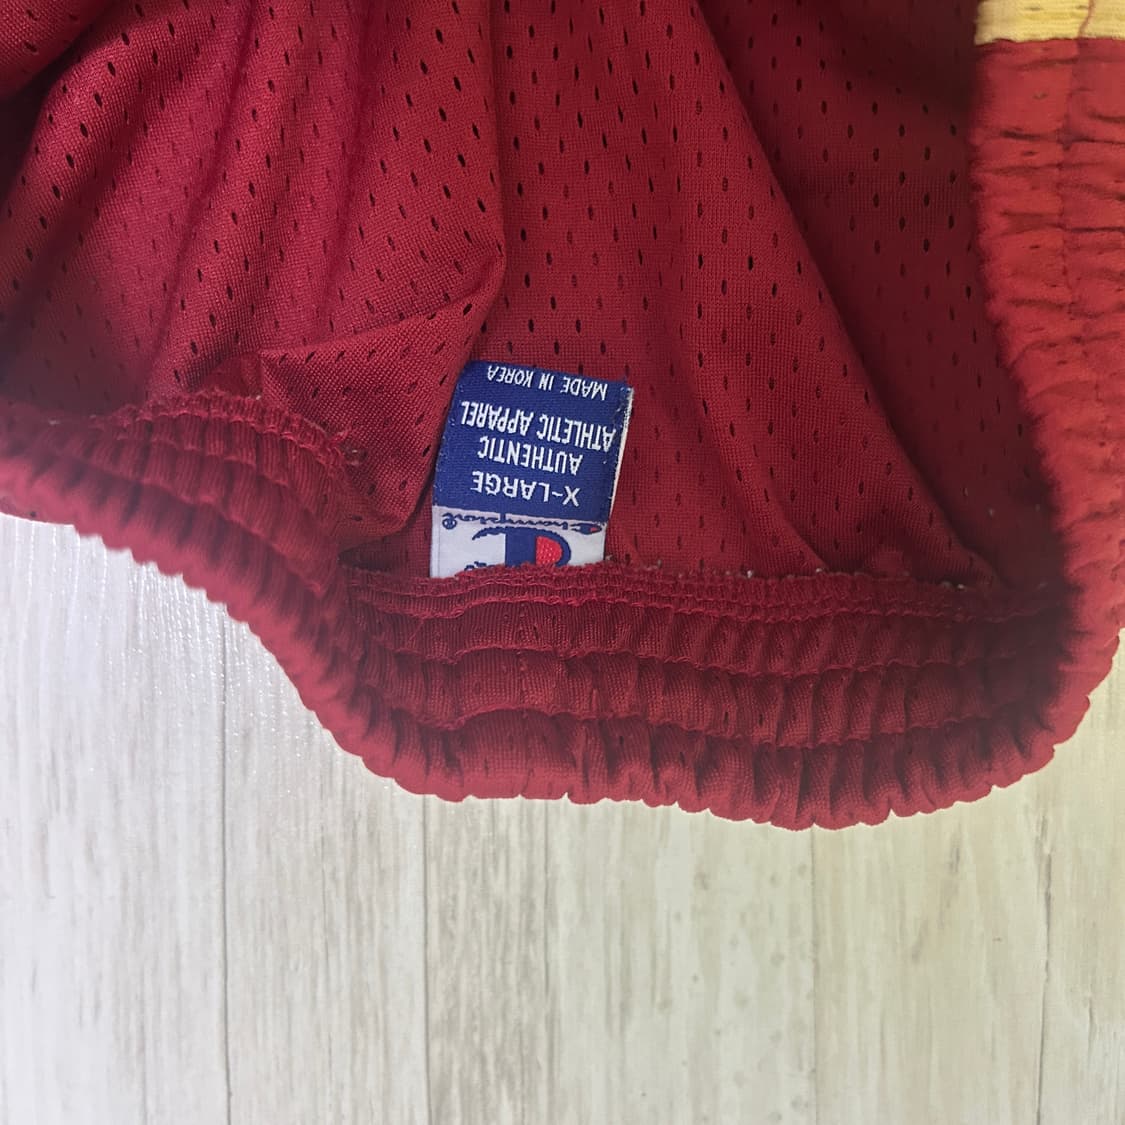 Champion®
X-LARGE
AUTHENTIC
ATHLETIC APPAREL
MADE IN KOREA